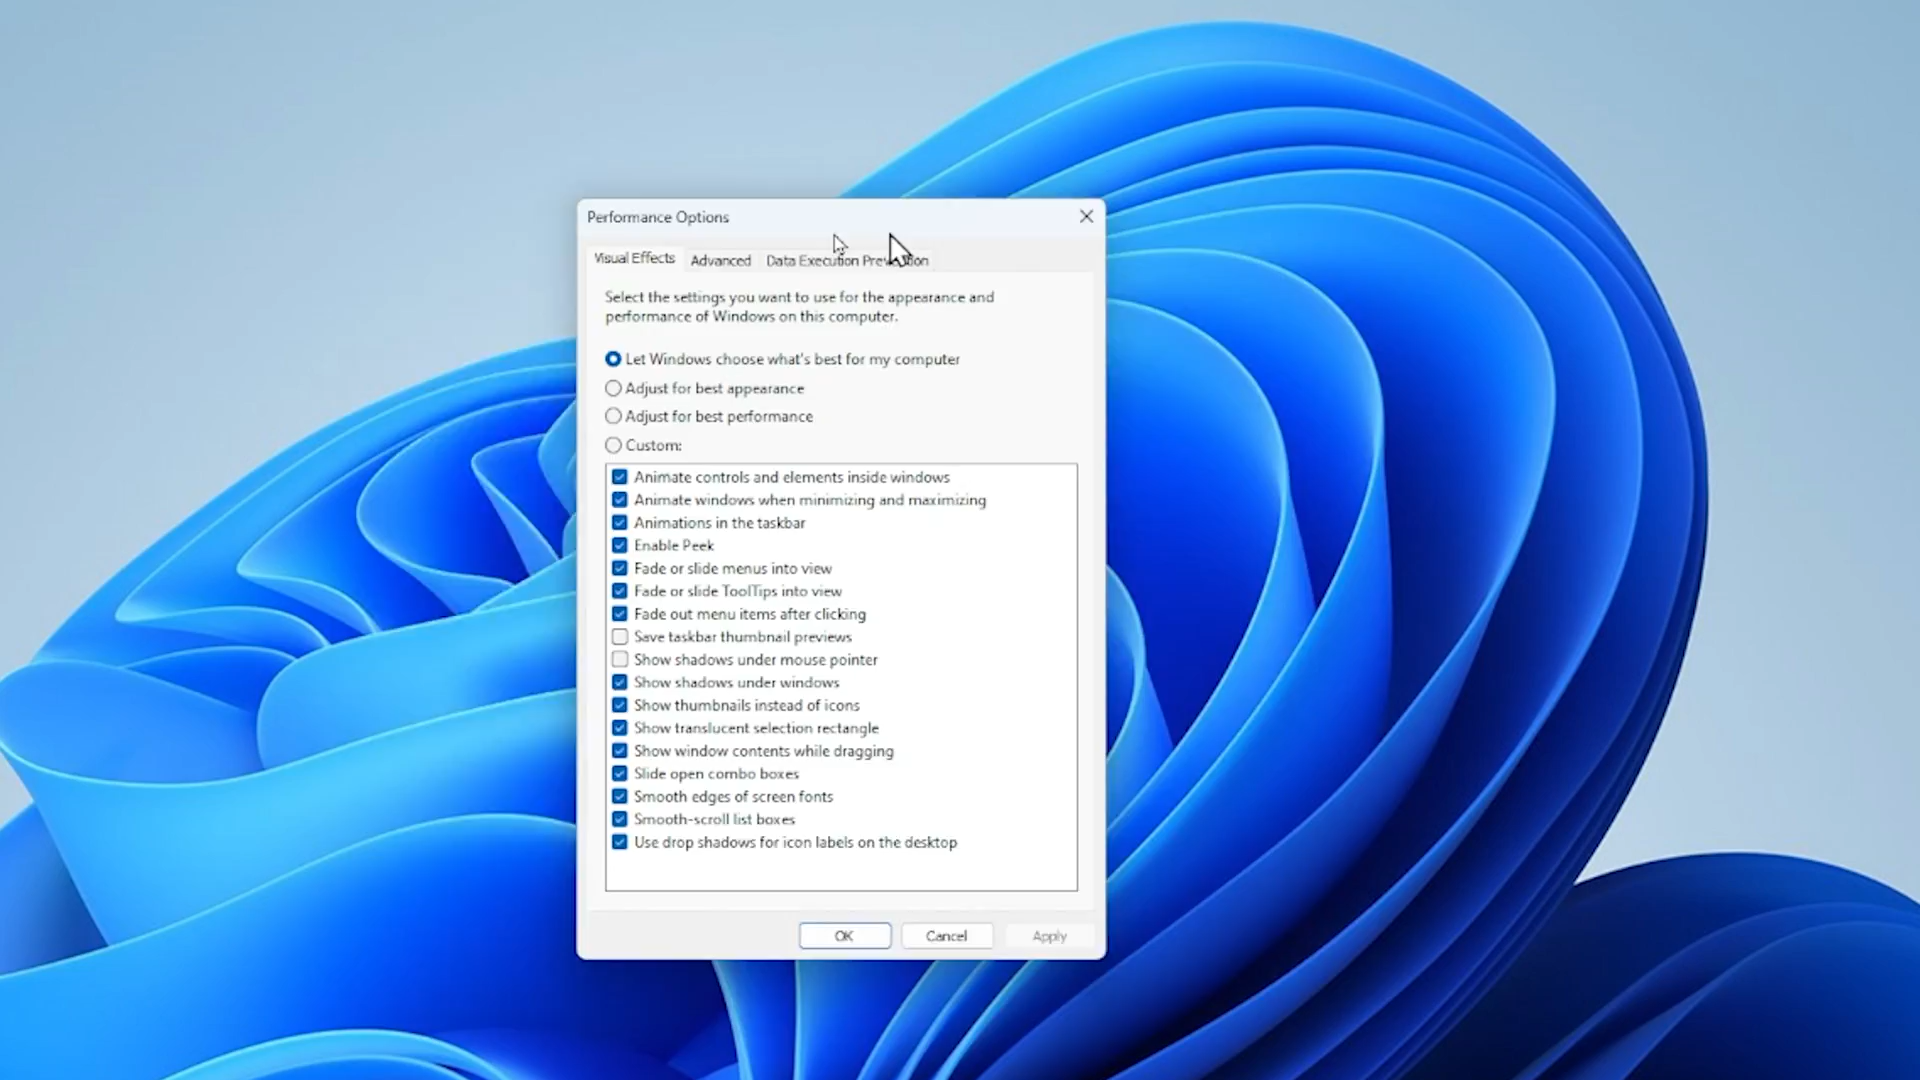 Performance Options
Visual Effects
Advanced
Data Execution Prevention
Select the settings you want to use for the appearance and
performance of Windows on this computer.
Let Windows choose what's best for my computer
Adjust for best appearance
Adjust for best performance
Custom:
Animate controls and elements inside windows
Animate windows when minimizing and maximizing
Animations in the taskbar
Enable Peek
Fade or slide menus into view
Fade or slide ToolTips into view
Fade out menu items after clicking
Save taskbar thumbnail previews
Show shadows under mouse pointer
Show shadows under windows
Show thumbnails instead of icons
Show translucent selection rectangle
Show window contents while dragging
Slide open combo boxes
Smooth edges of screen fonts
Smooth-scroll list boxes
Use drop shadows for icon labels on the desktop
OK
Cancel
Apply